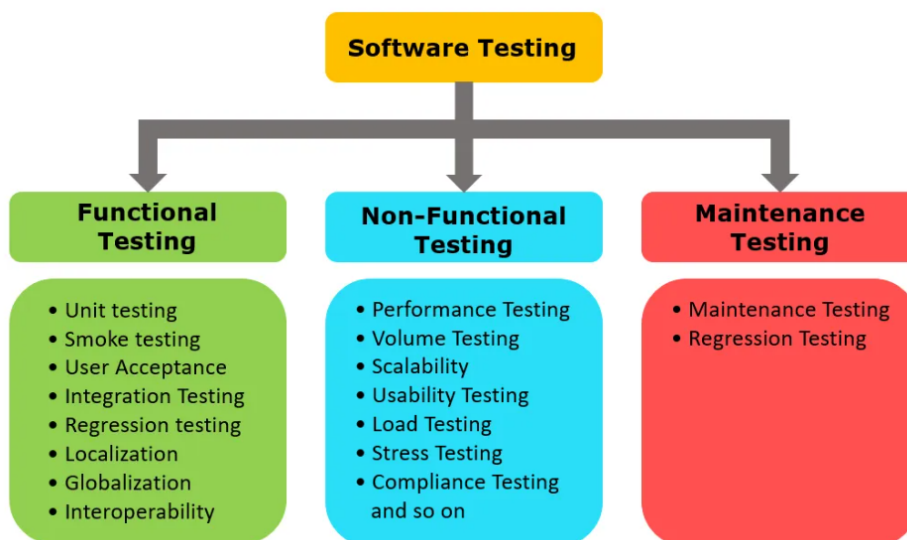 Software Testing
Functional
Testing
• Unit testing
• Smoke testing
• User Acceptance
• Integration Testing
• Regression testing
• Localization
• Globalization
• Interoperability
Non-Functional
Testing
• Performance Testing
• Volume Testing
• Scalability
• Usability Testing
• Load Testing
• Stress Testing
• Compliance Testing
and so on
Maintenance
Testing
• Maintenance Testing
• Regression Testing